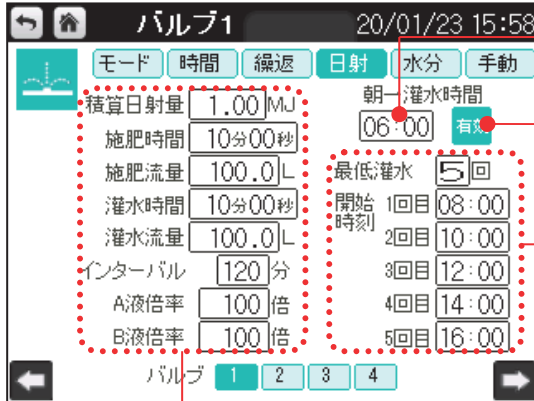 バルブ1 20/01/23 15:58
モード 時間 繰返 日射 水分 手動
積算日射量 1.00 MJ
施肥時間 10分00秒
施肥流量 100.0 L
灌水時間 10分00秒
灌水流量 100.0 L
インターバル 120 分
A液倍率 100 倍
B液倍率 100 倍
朝一灌水時間
06:00 有効
最低灌水 5 回
開始時刻 1回目 08:00
2回目 10:00
3回目 12:00
4回目 14:00
5回目 16:00
バルブ 1 2 3 4